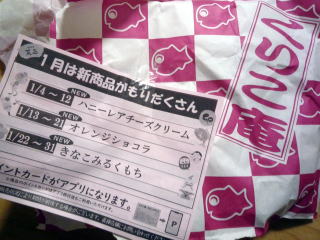 1月は新商品がもりだくさん
1/4～12 NEW ハニーレアチーズクリーム
1/13～21 NEW オレンジショコラ
1/22～31 NEW きなこみるくもち
イントカードがアプリになります。
P
くりこ庵